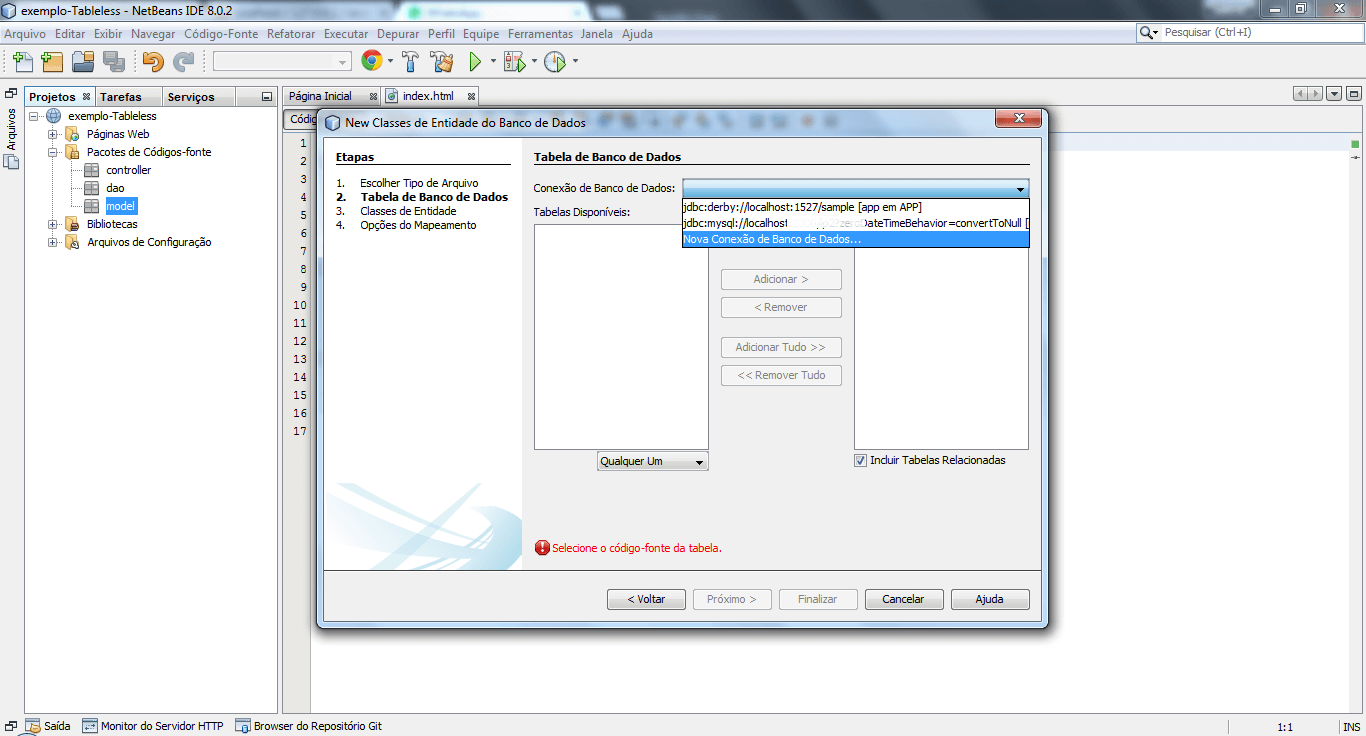 exemplo-Tableless - NetBeans IDE 8.0.2
Arquivo Editar Exibir Navegar Código-Fonte Refatorar Executar Depurar Perfil Equipe Ferramentas Janela Ajuda
Pesquisar (Ctrl+I)
Projetos Tarefas Serviços
Página Inicial index.html
Arquivos
exemplo-Tableless
Páginas Web
Pacotes de Códigos-fonte
controller
dao
model
Bibliotecas
Arquivos de Configuração
Códig
1
2
3
4
5
6
7
8
9
10
11
12
13
14
15
16
17
New Classes de Entidade do Banco de Dados
Etapas
1. Escolher Tipo de Arquivo
2. Tabela de Banco de Dados
3. Classes de Entidade
4. Opções do Mapeamento
Tabela de Banco de Dados
Conexão de Banco de Dados:
jdbc:derby://localhost:1527/sample [app em APP]
jdbc:mysql://localhost DateTimeBehavior=convertToNull [
Nova Conexão de Banco de Dados...
Tabelas Disponíveis:
Adicionar >
< Remover
Adicionar Tudo >>
<< Remover Tudo
Qualquer Um
Incluir Tabelas Relacionadas
Selecione o código-fonte da tabela.
< Voltar Próximo > Finalizar Cancelar Ajuda
Saída Monitor do Servidor HTTP Browser do Repositório Git
1:1 INS